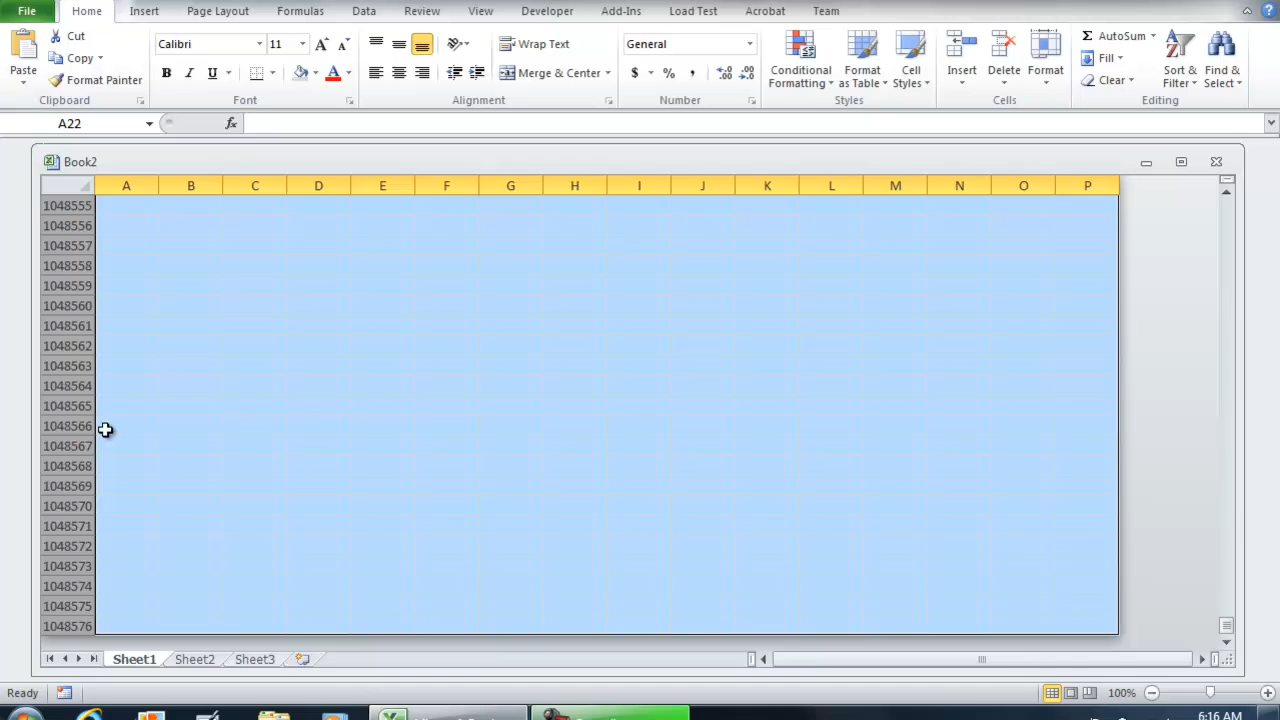 File Home Insert Page Layout Formulas Data Review View Developer Add-Ins Load Test Acrobat Team
Paste
Cut
Copy
Format Painter
Clipboard
Calibri 11
B I U A
Font
Wrap Text
Merge & Center
Alignment
General
$ % ,
Number
Conditional Formatting
Format as Table
Cell Styles
Styles
Insert Delete Format
Cells
Σ AutoSum
Fill
Clear
Sort & Filter
Find & Select
Editing
A22 fx
Book2
A B C D E F G H I J K L M N O P
1048555
1048556
1048557
1048558
1048559
1048560
1048561
1048562
1048563
1048564
1048565
1048566
1048567
1048568
1048569
1048570
1048571
1048572
1048573
1048574
1048575
1048576
Sheet1 Sheet2 Sheet3
Ready 100%
6:16 AM